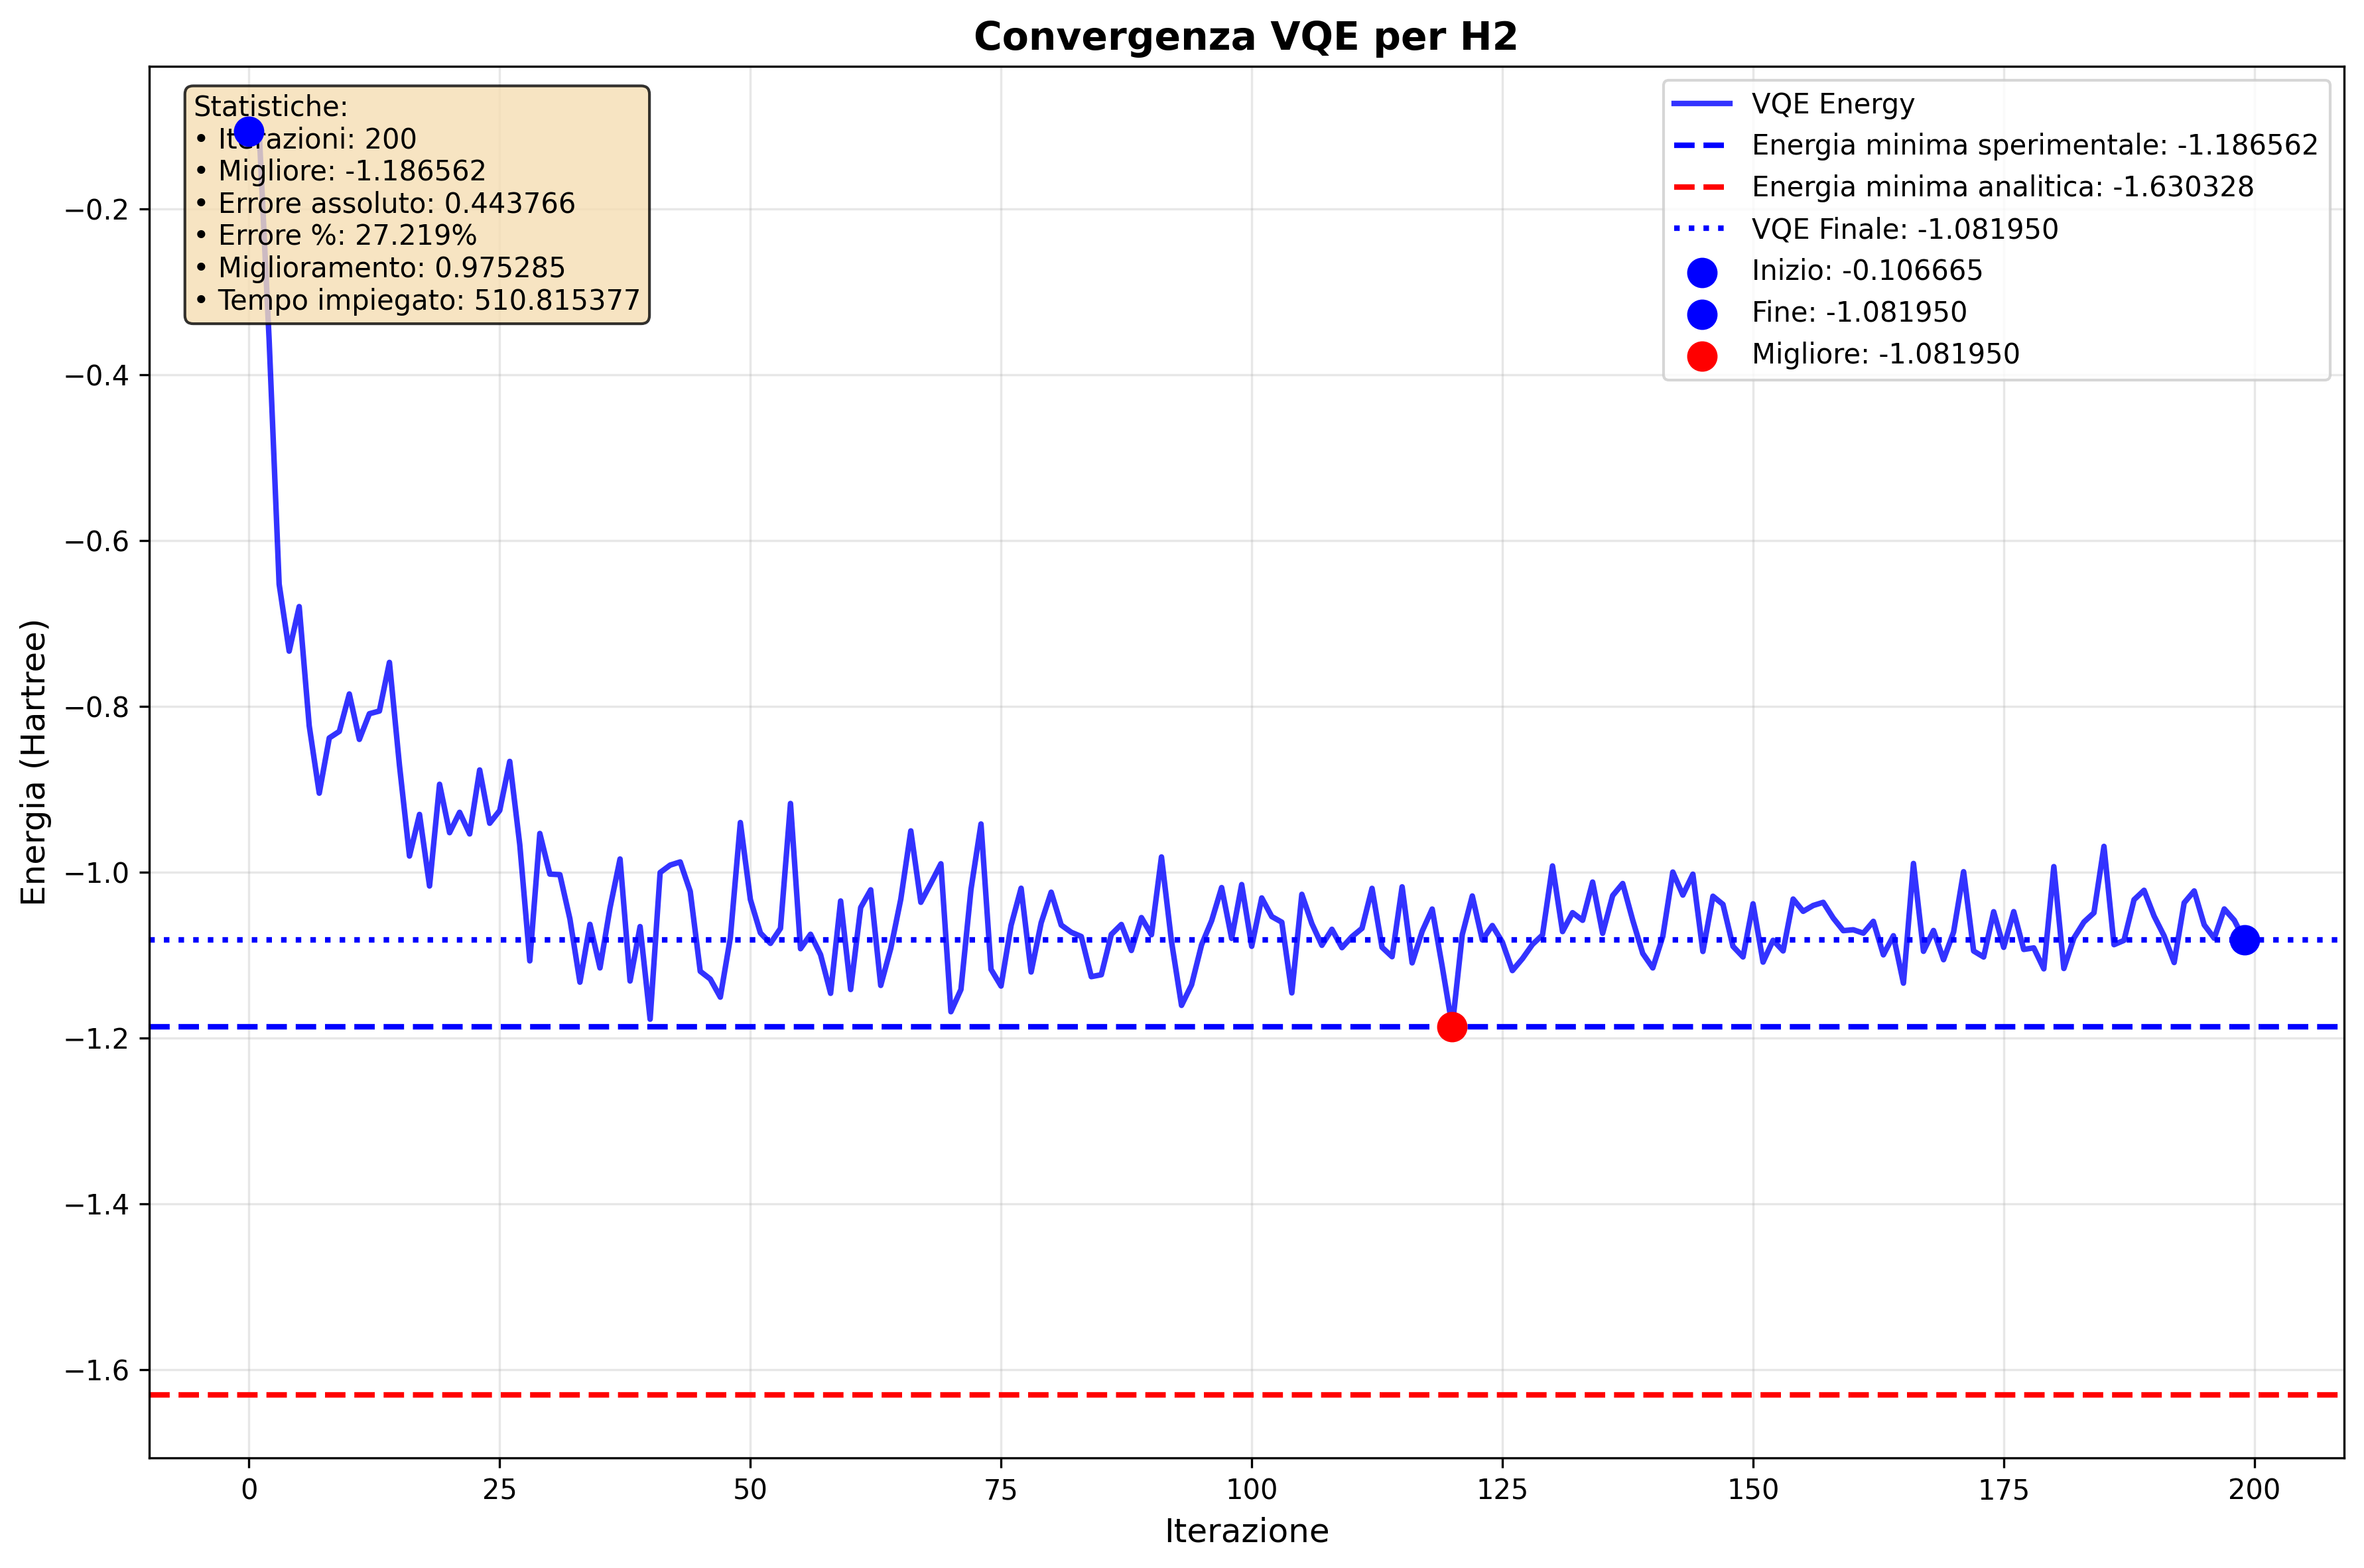 Convergenza VQE per H2
Statistiche:
• Iterazioni: 200
• Migliore: -1.186562
• Errore assoluto: 0.443766
• Errore %: 27.219%
• Miglioramento: 0.975285
• Tempo impiegato: 510.815377
VQE Energy
Energia minima sperimentale: -1.186562
Energia minima analitica: -1.630328
VQE Finale: -1.081950
Inizio: -0.106665
Fine: -1.081950
Migliore: -1.081950
Energia (Hartree)
−0.2
−0.4
−0.6
−0.8
−1.0
−1.2
−1.4
−1.6
0 25 50 75 100 125 150 175 200
Iterazione